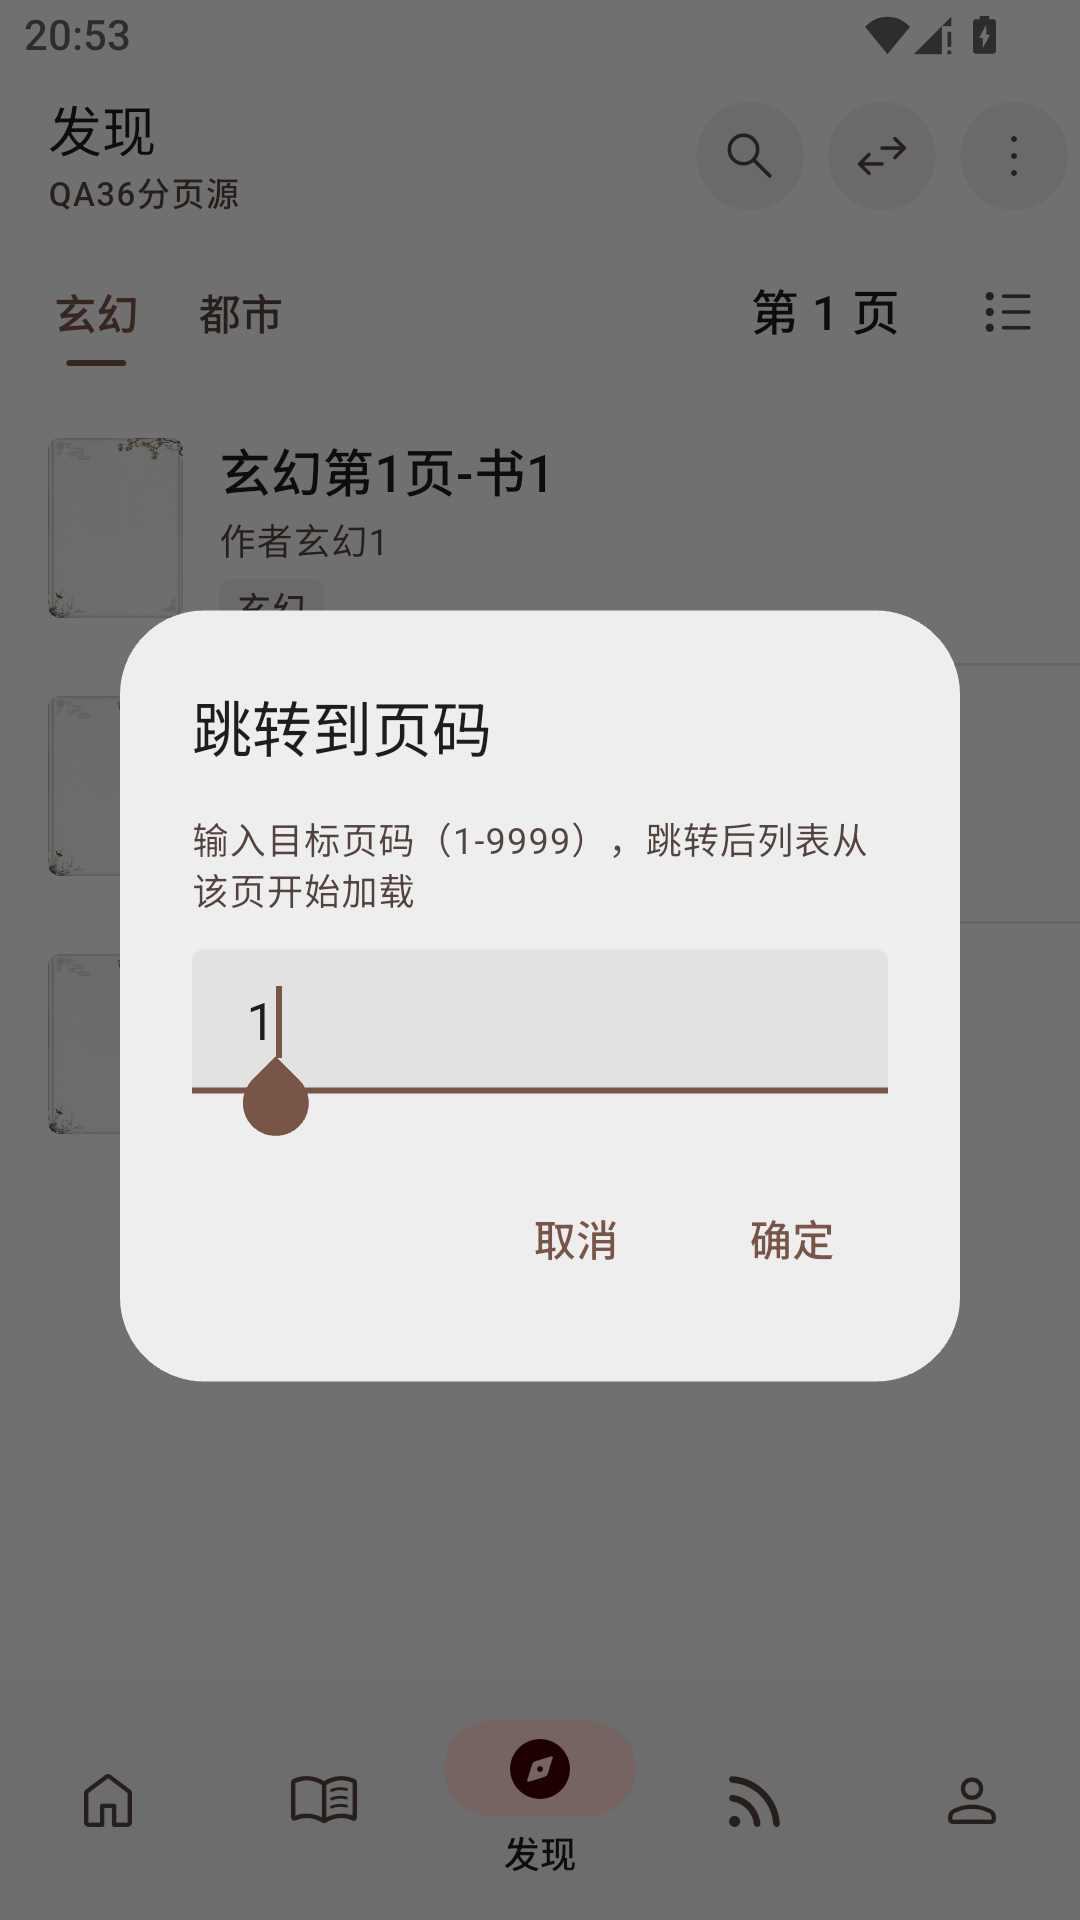 20:53
发现
QA36分页源
玄幻 都市 第 1 页
玄幻第1页-书1
作者玄幻1
玄幻
跳转到页码
输入目标页码（1-9999），跳转后列表从
该页开始加载
1
取消 确定
发现